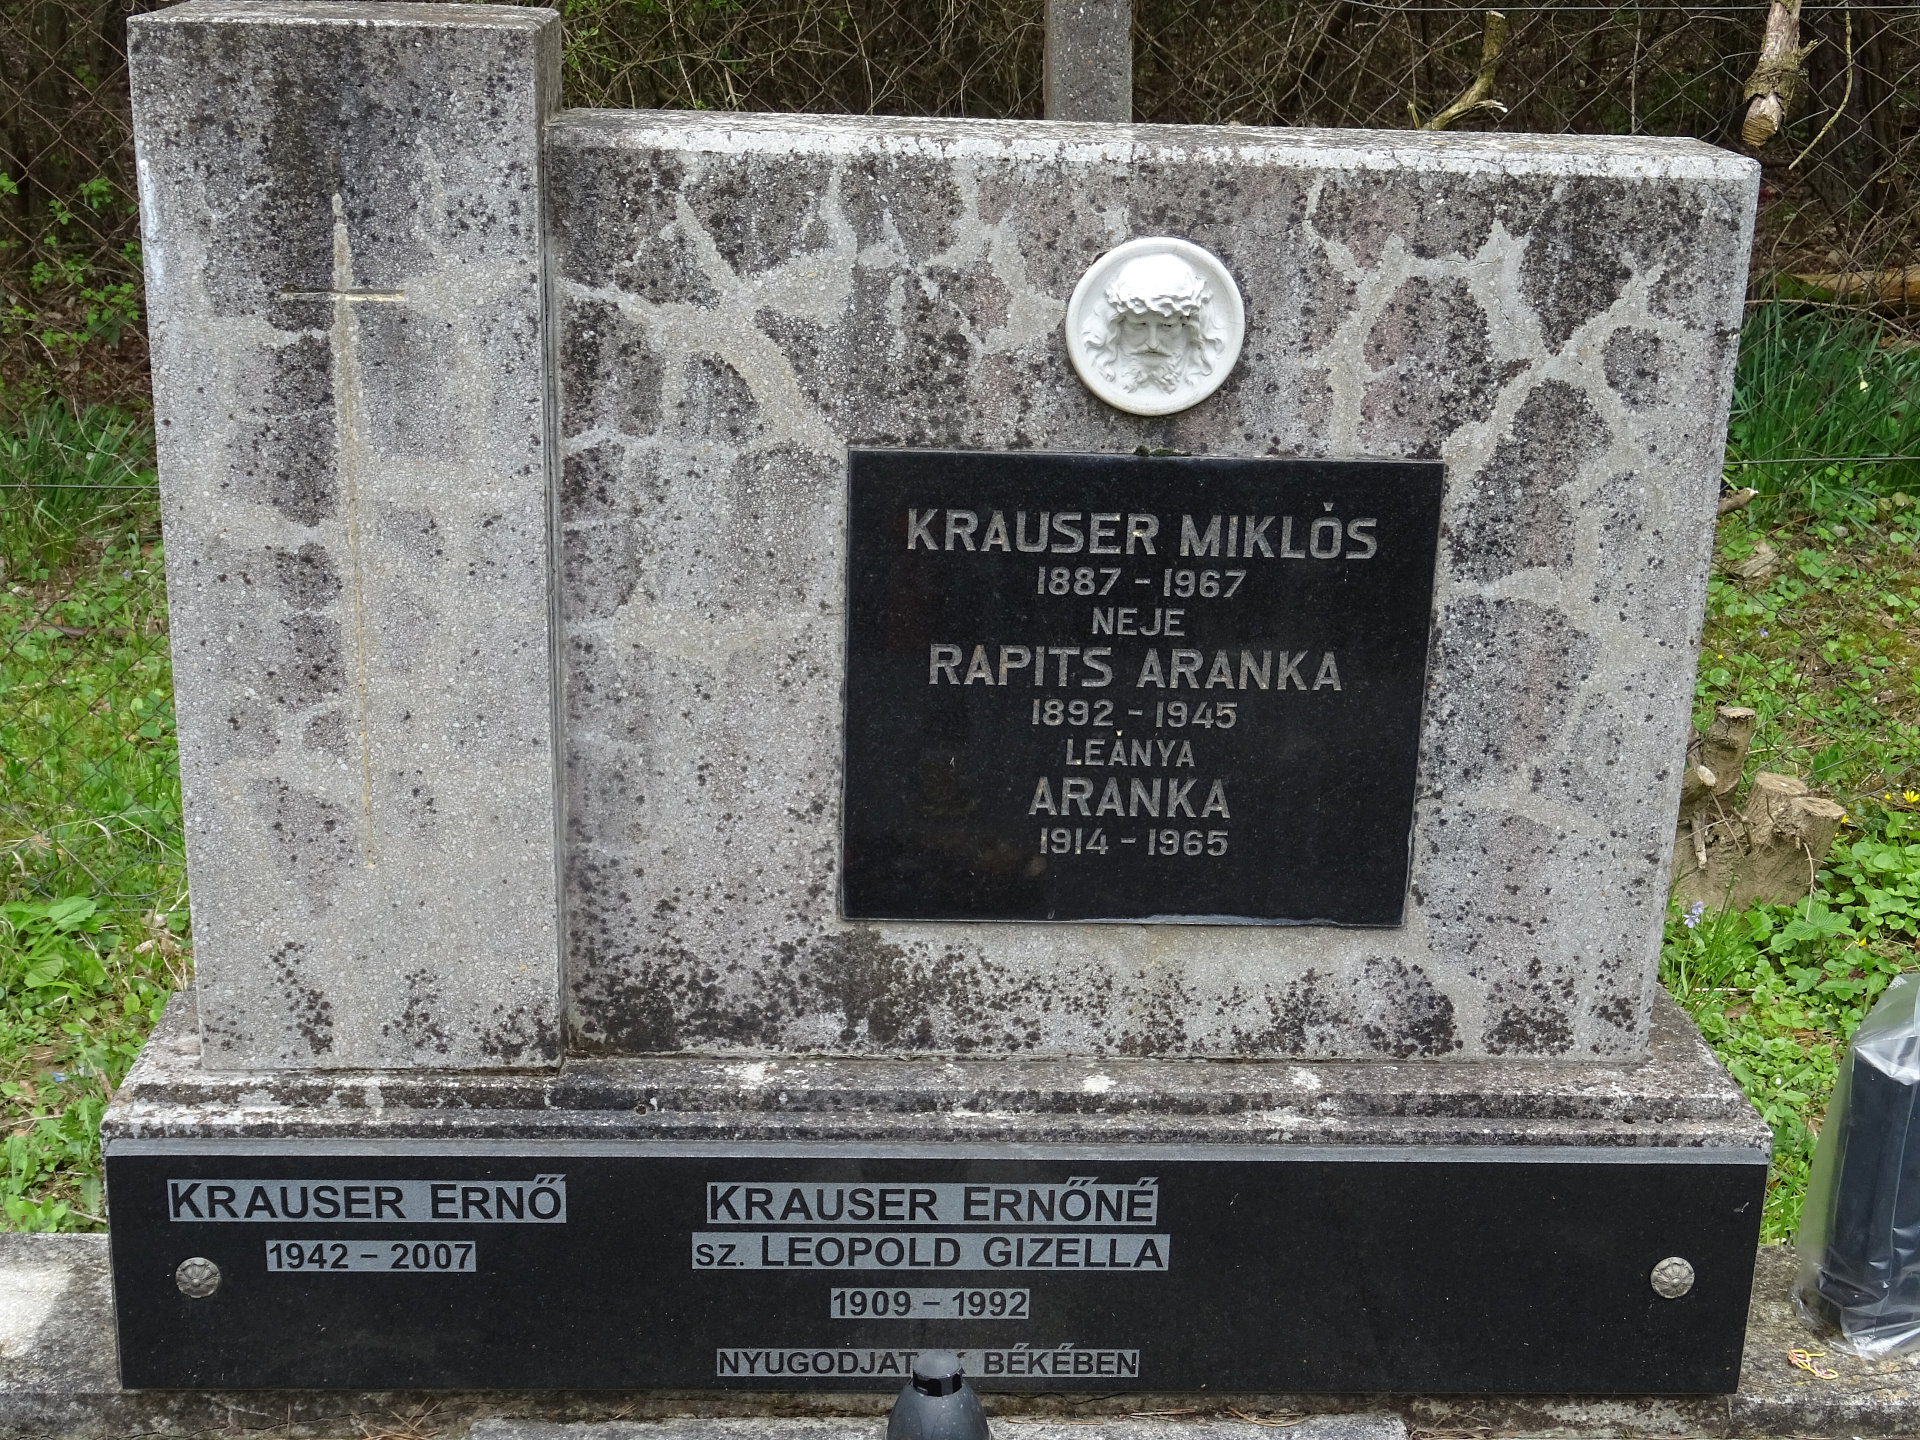 KRAUSER MIKLÓS
1887 - 1967
NEJE
RAPITS ARANKA
1892 - 1945
LEÁNYA
ARANKA
1914 - 1965
KRAUSER ERNŐ
1942 - 2007
KRAUSER ERNŐNÉ
SZ. LEOPOLD GIZELLA
1909 - 1992
BÉKÉBEN